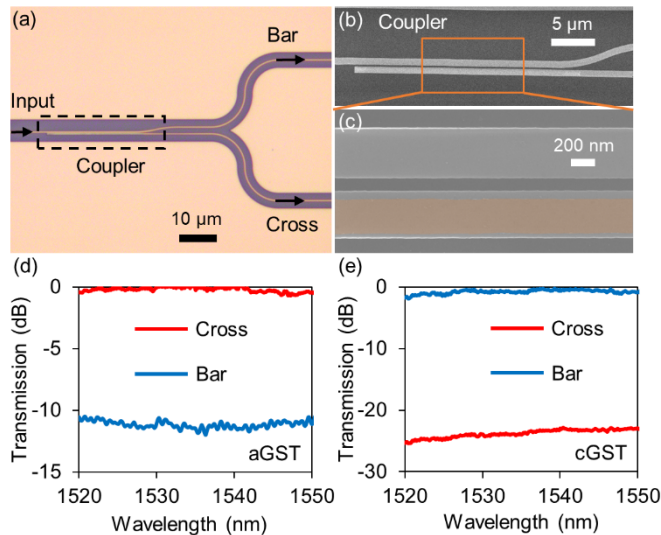 (a)
Bar
Input
Coupler
10 μm
Cross
(b)
Coupler
5 μm
(c)
200 nm
(d)
0
-5
-10
-15
Transmission (dB)
Cross
Bar
aGST
1520 1530 1540 1550
Wavelength (nm)
(e)
0
-10
-20
-30
Transmission (dB)
Bar
Cross
cGST
1520 1530 1540 1550
Wavelength (nm)